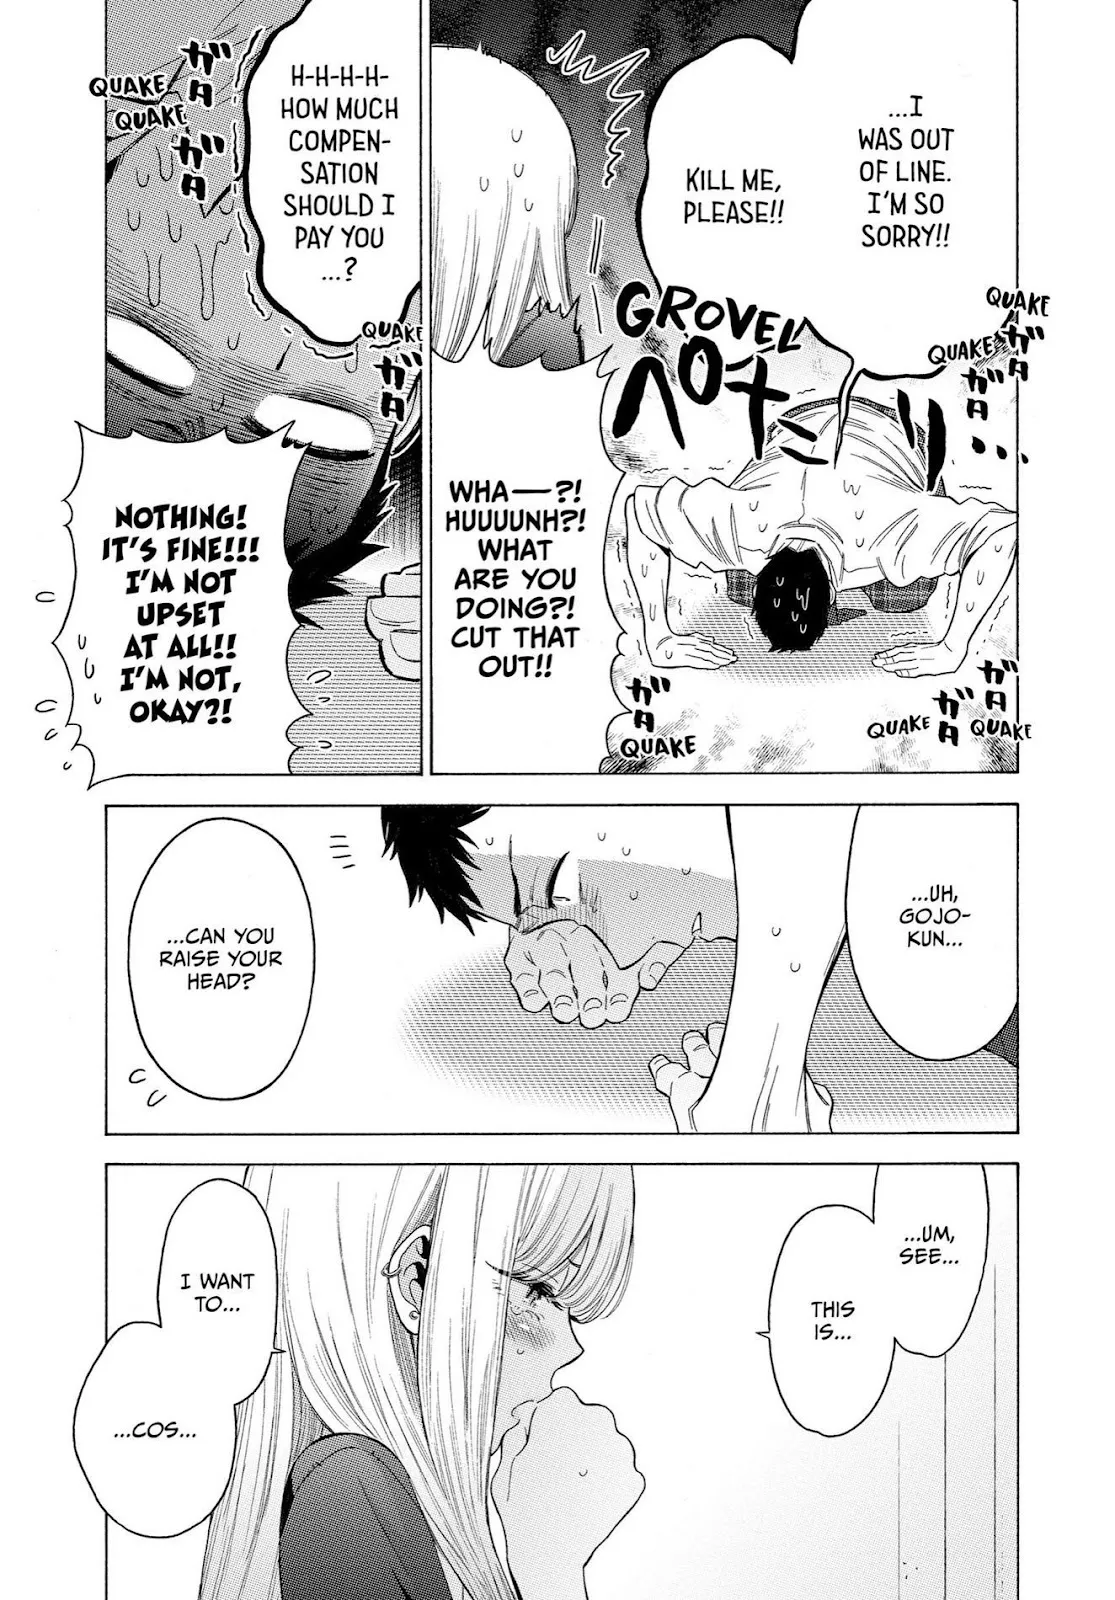 ...I
WAS OUT
OF LINE.
I'M SO
SORRY!!
KILL ME,
PLEASE!!
GROVEL
ペタリ
QUAKE
ガタ
QUAKE
ガタ
ガタ
QUAKE
ガタ
QUAKE
QUAKE
WHA—?!
HUUUUNH?!
WHAT
ARE YOU
DOING?!
CUT THAT
OUT!!
H-H-H-H-
HOW MUCH
COMPEN-
SATION
SHOULD I
PAY YOU
...?
ガタ
QUAKE
QUAKE
ガタ
QUAKE
ガタ
NOTHING!
IT'S FINE!!!
I'M NOT
UPSET
AT ALL!!
I'M NOT,
OKAY?!
...UH,
GOJO-
KUN...
...CAN YOU
RAISE YOUR
HEAD?
...UM,
SEE...
THIS
IS...
I WANT
TO...
...COS...